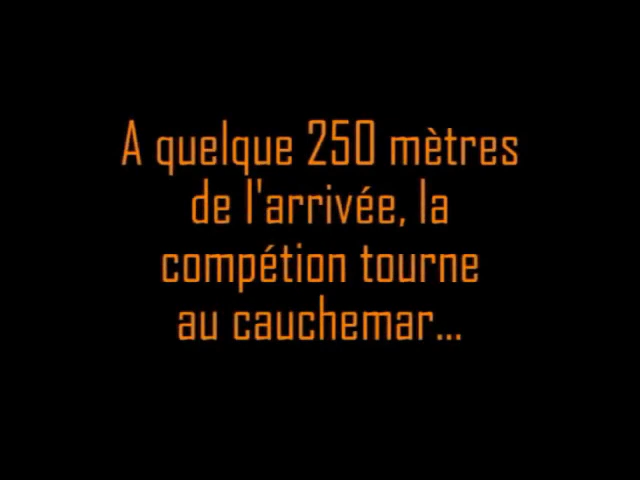 A quelque 250 mètres
de l'arrivée, la
compétion tourne
au cauchemar...